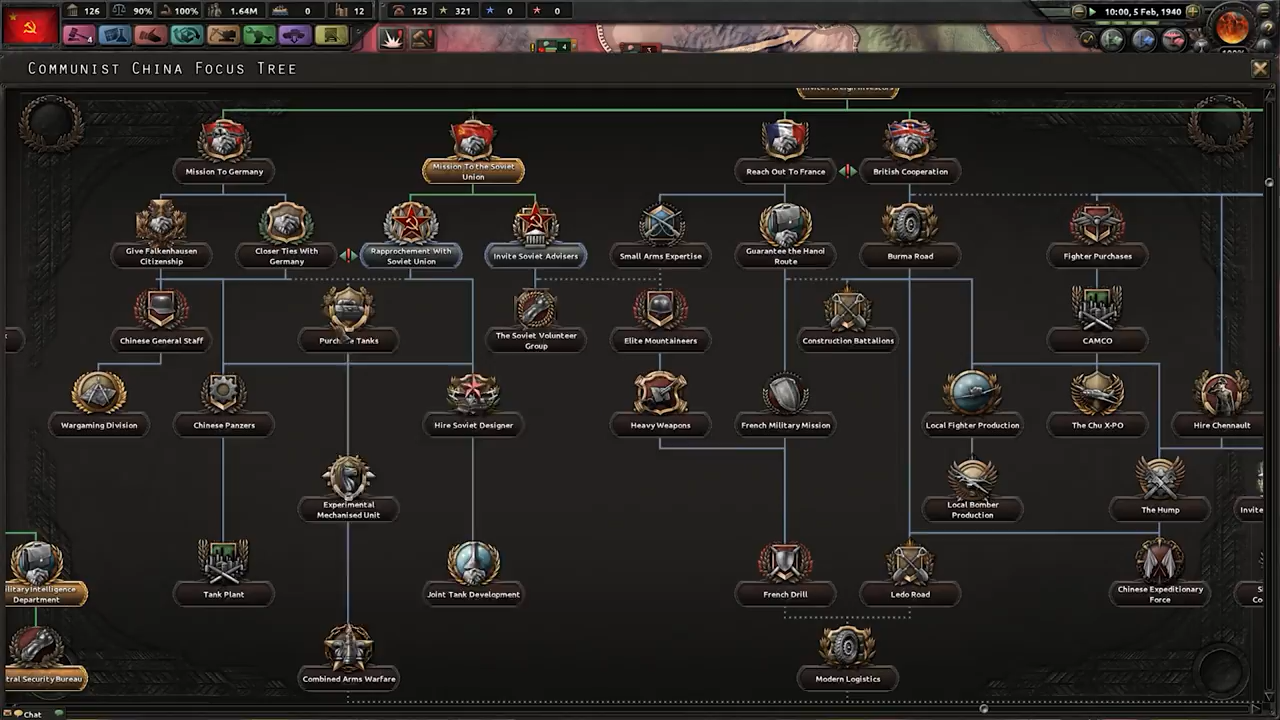 126 90% 100% 1.64M 0 12 125 321 0 0 10:00, 5 Feb, 1940
4
4
COMMUNIST CHINA FOCUS TREE
Mission To Germany
Mission To the Soviet
Union
Reach Out To France
British Cooperation
Give Falkenhausen
Citizenship
Closer Ties With
Germany
Rapprochement With
Soviet Union
Invite Soviet Advisers
Small Arms Expertise
Guarantee the Hanoi
Route
Burma Road
Fighter Purchases
Chinese General Staff
Purchase Tanks
The Soviet Volunteer
Group
Elite Mountaineers
Construction Battalions
CAMCO
Wargaming Division
Chinese Panzers
Hire Soviet Designer
Heavy Weapons
French Military Mission
Local Fighter Production
The Chu X-PO
Hire Chennault
Experimental
Mechanised Unit
Local Bomber
Production
The Hump
Invite
ilitary Intelligence
Department
Tank Plant
Joint Tank Development
French Drill
Ledo Road
Chinese Expeditionary
Force
tral Security Bureau
Combined Arms Warfare
Modern Logistics
Chat